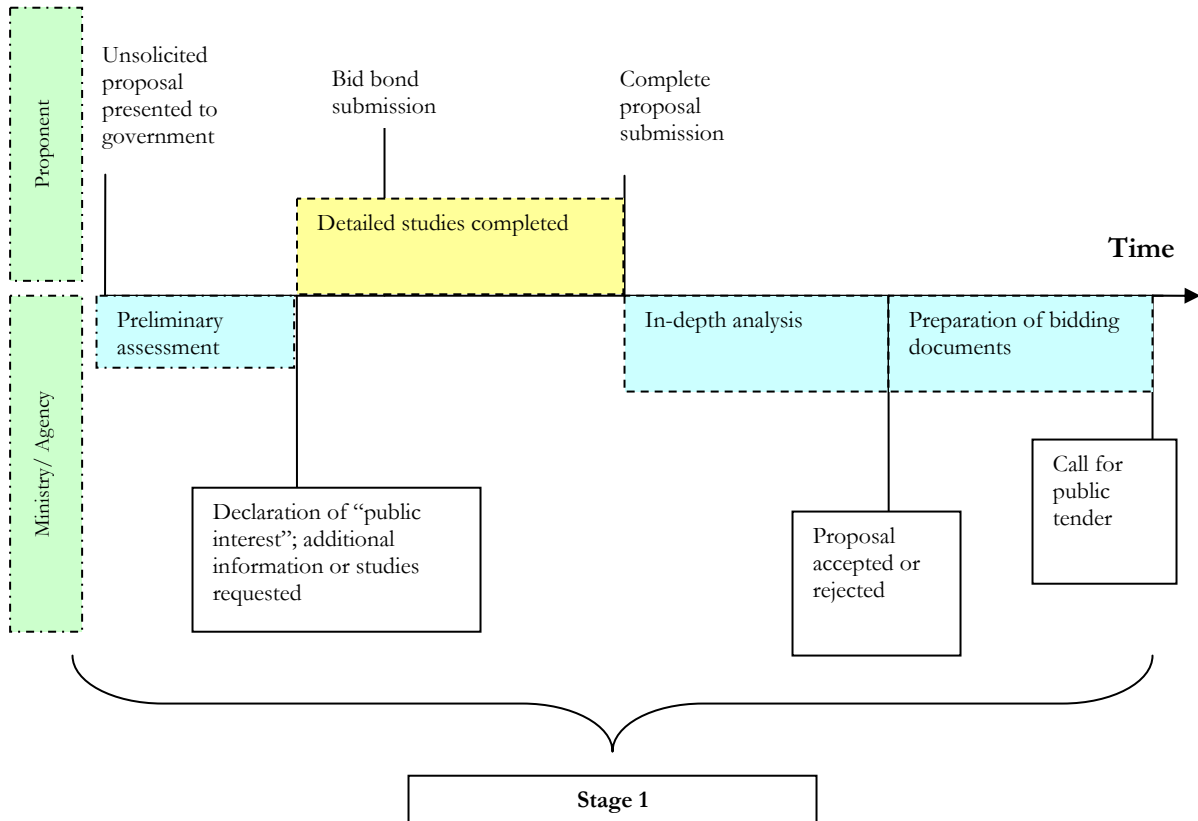 Proponent
Unsolicited
proposal
presented to
government
Bid bond
submission
Complete
proposal
submission
Detailed studies completed
Time
Ministry/ Agency
Preliminary
assessment
In-depth analysis
Preparation of bidding
documents
Declaration of “public
interest”; additional
information or studies
requested
Proposal
accepted or
rejected
Call for
public
tender
Stage 1